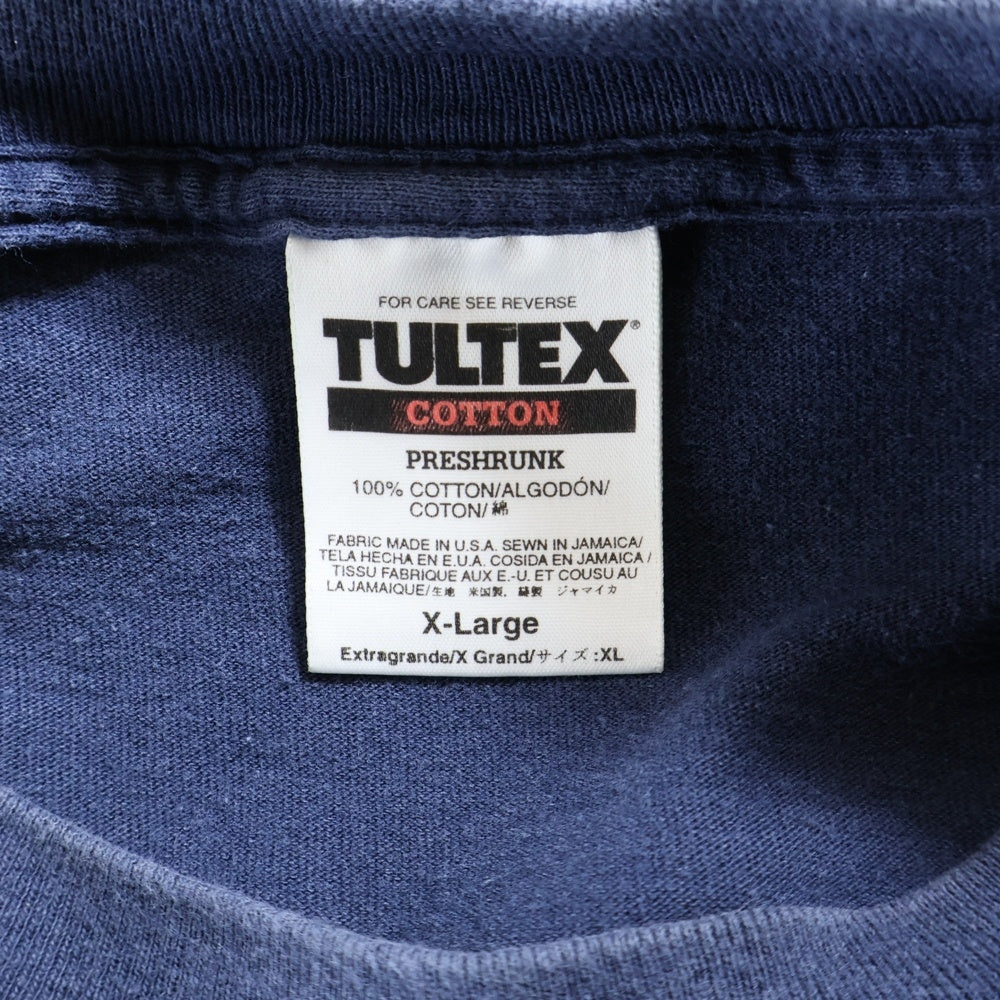 FOR CARE SEE REVERSE
TULTEX®
COTTON
PRESHRUNK
100% COTTON/ALGODÓN/
COTON/綿
FABRIC MADE IN U.S.A. SEWN IN JAMAICA/
TELA HECHA EN E.U.A. COSIDA EN JAMAICA/
TISSU FABRIQUE AUX E.-U. ET COUSU AU
LA JAMAIQUE/生地 米国製, 縫製 ジャマイカ
X-Large
Extragrande/X Grand/サイズ:XL